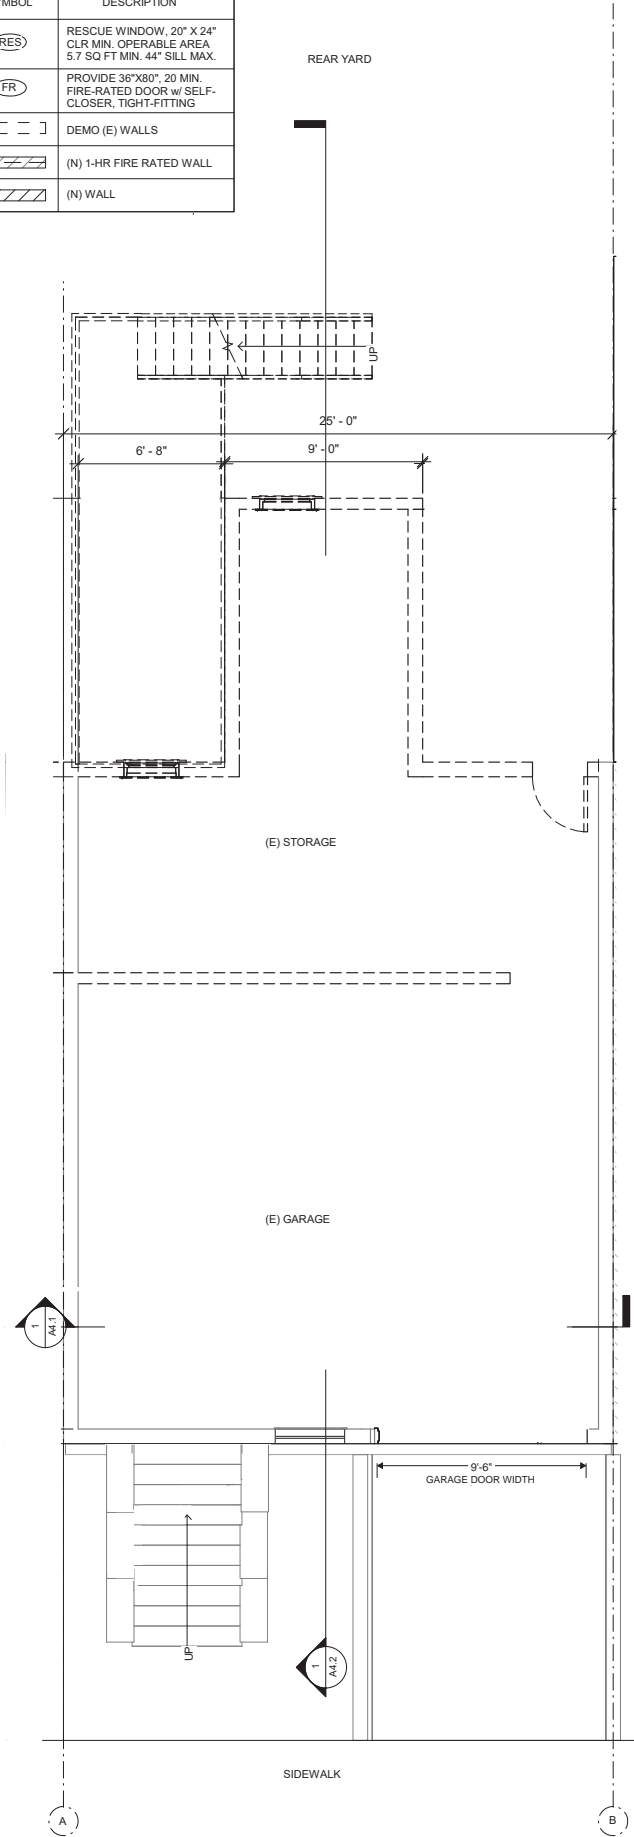 DESCRIPTION
RES
RESCUE WINDOW, 20" X 24"
CLR MIN. OPERABLE AREA
5.7 SQ FT MIN. 44" SILL MAX.
FR
PROVIDE 36"X80", 20 MIN.
FIRE-RATED DOOR w/ SELF-
CLOSER, TIGHT-FITTING
DEMO (E) WALLS
(N) 1-HR FIRE RATED WALL
(N) WALL
REAR YARD
UP
25' - 0"
6' - 8"
9' - 0"
(E) STORAGE
(E) GARAGE
1
A4.1
9'-6"
GARAGE DOOR WIDTH
UP
1
A4.2
SIDEWALK
A
B